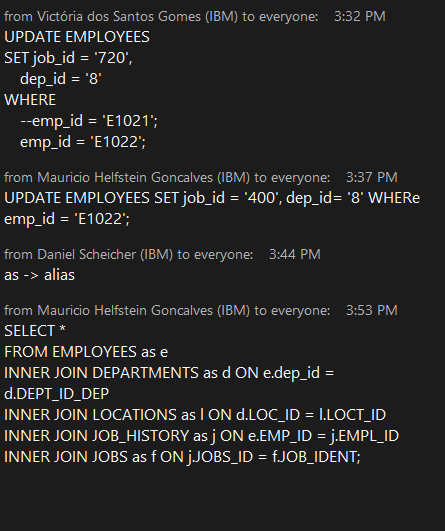 from Victória dos Santos Gomes (IBM) to everyone: 3:32 PM
UPDATE EMPLOYEES
SET job_id = '720',
dep_id = '8'
WHERE
--emp_id = 'E1021';
emp_id = 'E1022';
from Mauricio Helfstein Goncalves (IBM) to everyone: 3:37 PM
UPDATE EMPLOYEES SET job_id = '400', dep_id= '8' WHERe
emp_id = 'E1022';
from Daniel Scheicher (IBM) to everyone: 3:44 PM
as -> alias
from Mauricio Helfstein Goncalves (IBM) to everyone: 3:53 PM
SELECT *
FROM EMPLOYEES as e
INNER JOIN DEPARTMENTS as d ON e.dep_id =
d.DEPT_ID_DEP
INNER JOIN LOCATIONS as l ON d.LOC_ID = l.LOCT_ID
INNER JOIN JOB_HISTORY as j ON e.EMP_ID = j.EMPL_ID
INNER JOIN JOBS as f ON j.JOBS_ID = f.JOB_IDENT;